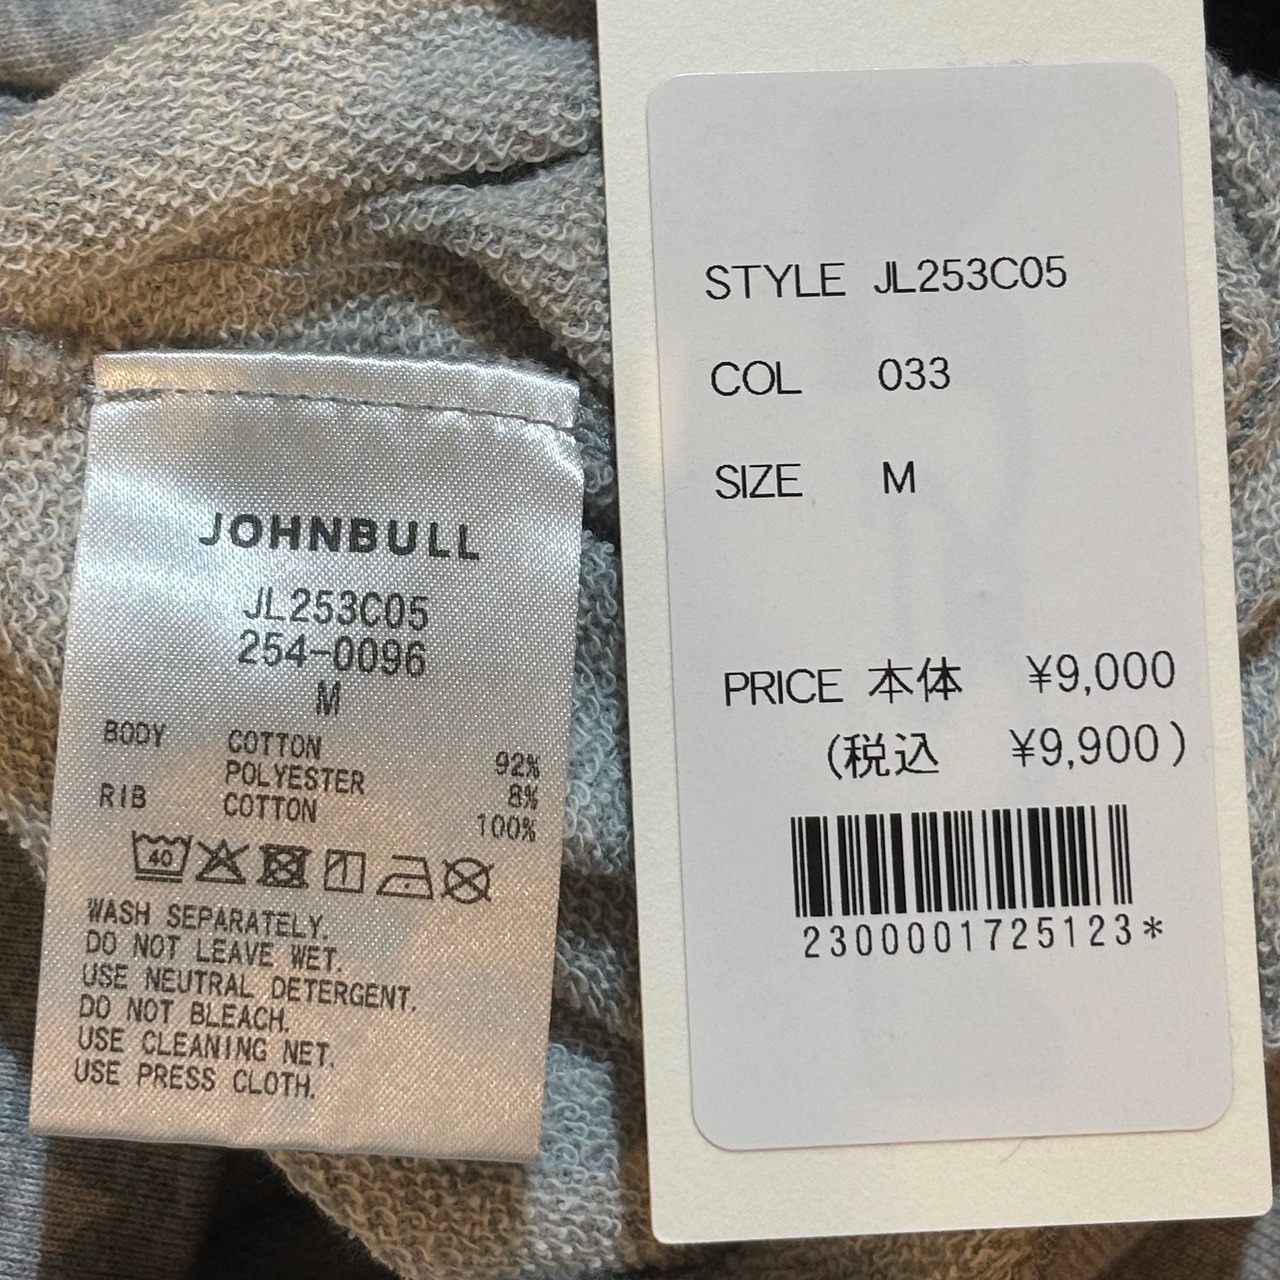 JOHNBULL
JL253C05
254-0096
M
BODY COTTON 92%
POLYESTER 8%
RIB COTTON 100%
40
WASH SEPARATELY.
DO NOT LEAVE WET.
USE NEUTRAL DETERGENT.
DO NOT BLEACH.
USE CLEANING NET.
USE PRESS CLOTH.
STYLE JL253C05
COL 033
SIZE M
PRICE 本体 ¥9,000
(税込 ¥9,900)
2300001725123*